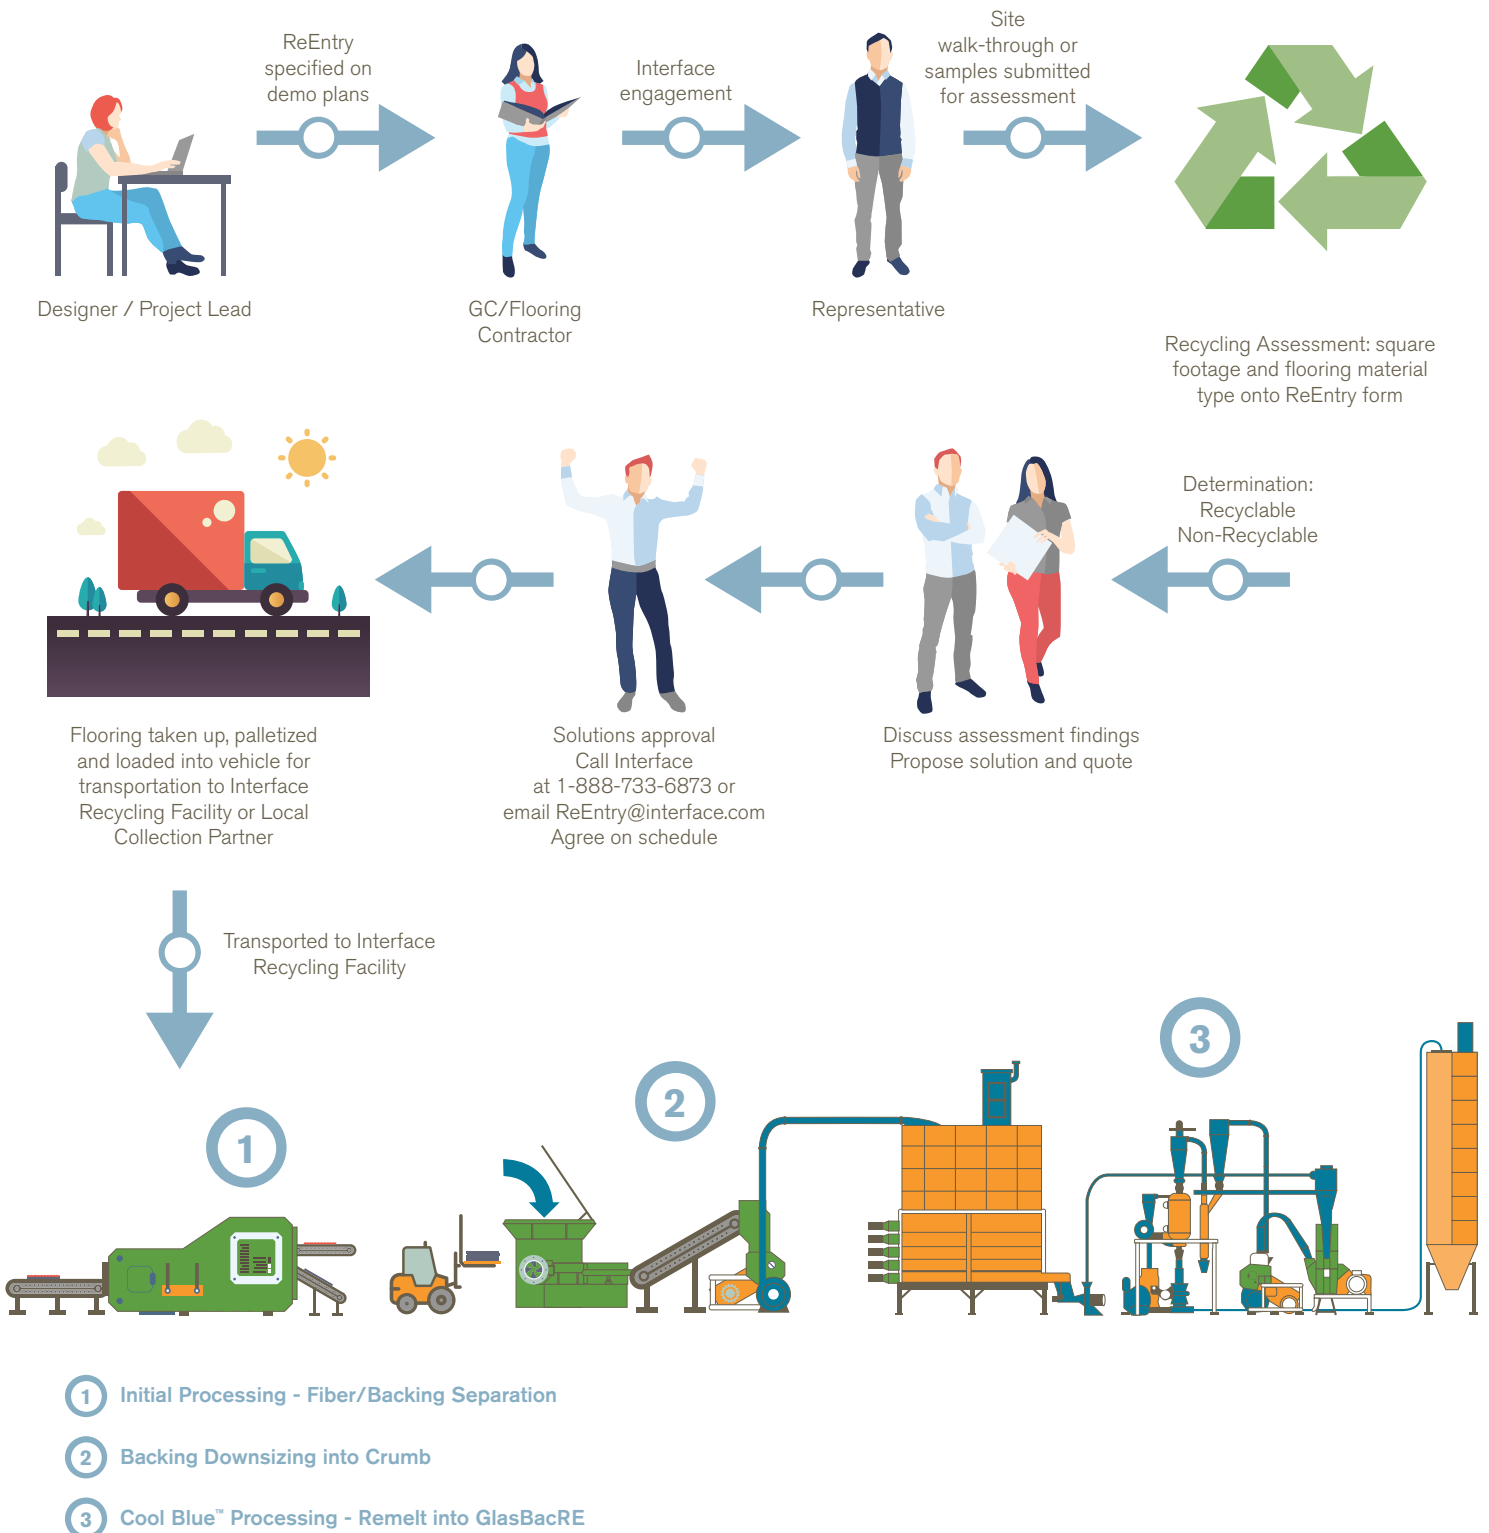 ReEntry
specified on
demo plans
Interface
engagement
Site
walk-through or
samples submitted
for assessment
Designer / Project Lead
GC/Flooring
Contractor
Representative
Recycling Assessment: square
footage and flooring material
type onto ReEntry form
Determination:
Recyclable
Non-Recyclable
Discuss assessment findings
Propose solution and quote
Solutions approval
Call Interface
at 1-888-733-6873 or
email ReEntry@interface.com
Agree on schedule
Flooring taken up, palletized
and loaded into vehicle for
transportation to Interface
Recycling Facility or Local
Collection Partner
Transported to Interface
Recycling Facility
1
2
3
1 Initial Processing - Fiber/Backing Separation
2 Backing Downsizing into Crumb
3 Cool Blue™ Processing - Remelt into GlasBacRE